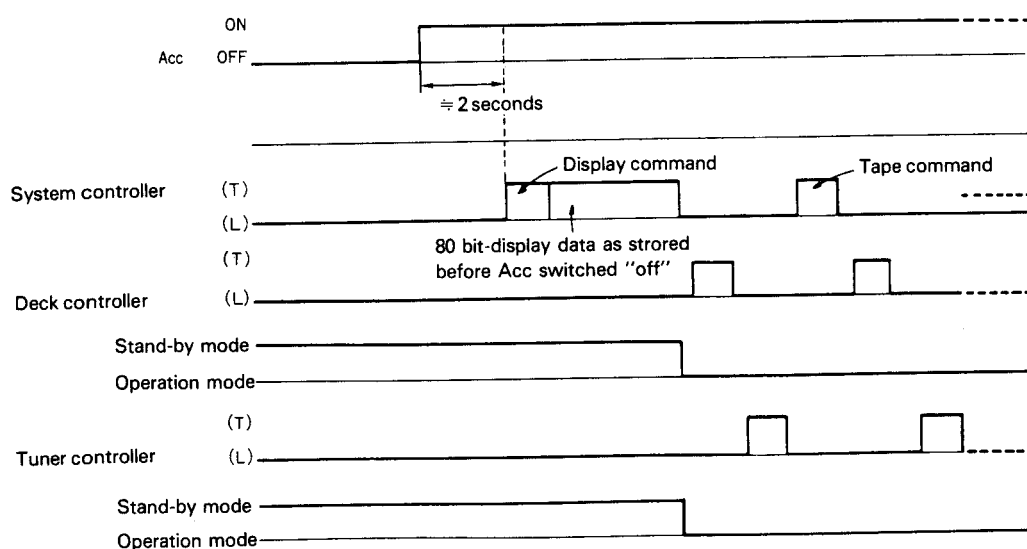 ON
Acc OFF
≒ 2 seconds
Display command
Tape command
System controller (T)
(L)
80 bit-display data as strored
before Acc switched "off"
(T)
Deck controller (L)
Stand-by mode
Operation mode
(T)
Tuner controller (L)
Stand-by mode
Operation mode